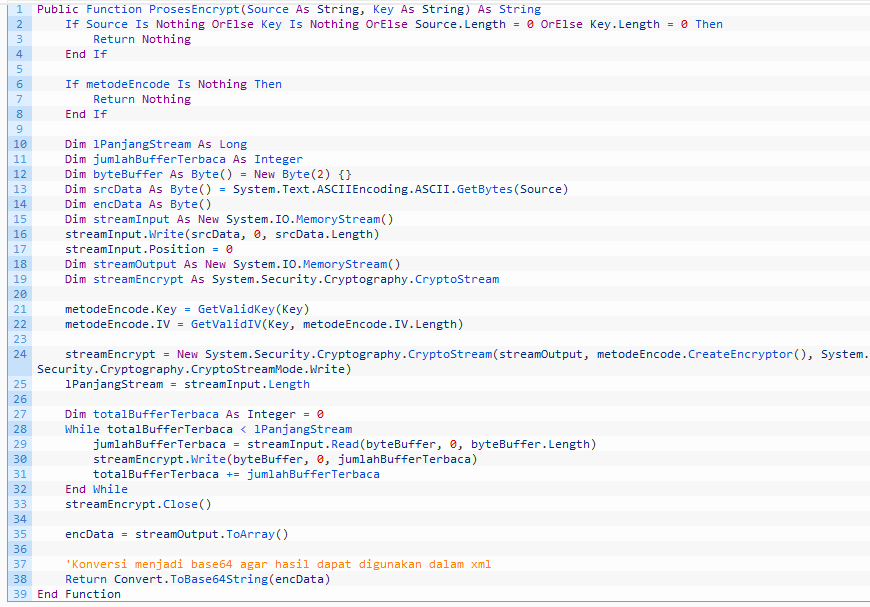 1 Public Function ProsesEncrypt(Source As String, Key As String) As String
2 If Source Is Nothing OrElse Key Is Nothing OrElse Source.Length = 0 OrElse Key.Length = 0 Then
3 Return Nothing
4 End If
5
6 If metodeEncode Is Nothing Then
7 Return Nothing
8 End If
9
10 Dim lPanjangStream As Long
11 Dim jumlahBufferTerbaca As Integer
12 Dim byteBuffer As Byte() = New Byte(2) {}
13 Dim srcData As Byte() = System.Text.ASCIIEncoding.ASCII.GetBytes(Source)
14 Dim encData As Byte()
15 Dim streamInput As New System.IO.MemoryStream()
16 streamInput.Write(srcData, 0, srcData.Length)
17 streamInput.Position = 0
18 Dim streamOutput As New System.IO.MemoryStream()
19 Dim streamEncrypt As System.Security.Cryptography.CryptoStream
20
21 metodeEncode.Key = GetValidKey(Key)
22 metodeEncode.IV = GetValidIV(Key, metodeEncode.IV.Length)
23
24 streamEncrypt = New System.Security.Cryptography.CryptoStream(streamOutput, metodeEncode.CreateEncryptor(), System.
Security.Cryptography.CryptoStreamMode.Write)
25 lPanjangStream = streamInput.Length
26
27 Dim totalBufferTerbaca As Integer = 0
28 While totalBufferTerbaca < lPanjangStream
29 jumlahBufferTerbaca = streamInput.Read(byteBuffer, 0, byteBuffer.Length)
30 streamEncrypt.Write(byteBuffer, 0, jumlahBufferTerbaca)
31 totalBufferTerbaca += jumlahBufferTerbaca
32 End While
33 streamEncrypt.Close()
34
35 encData = streamOutput.ToArray()
36
37 'Konversi menjadi base64 agar hasil dapat digunakan dalam xml
38 Return Convert.ToBase64String(encData)
39 End Function